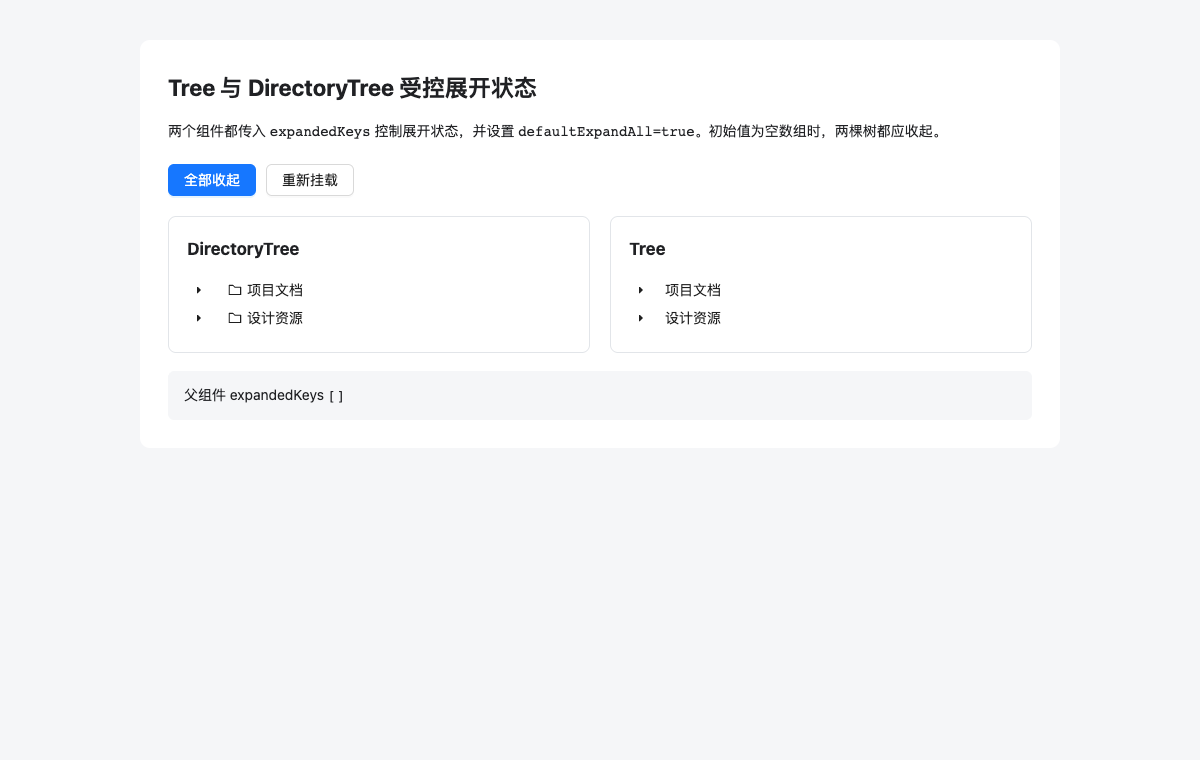 Tree 与 DirectoryTree 受控展开状态
两个组件都传入 expandedKeys 控制展开状态，并设置 defaultExpandAll=true。初始值为空数组时，两棵树都应收起。
全部收起 重新挂载
DirectoryTree
项目文档
设计资源
Tree
项目文档
设计资源
父组件 expandedKeys []